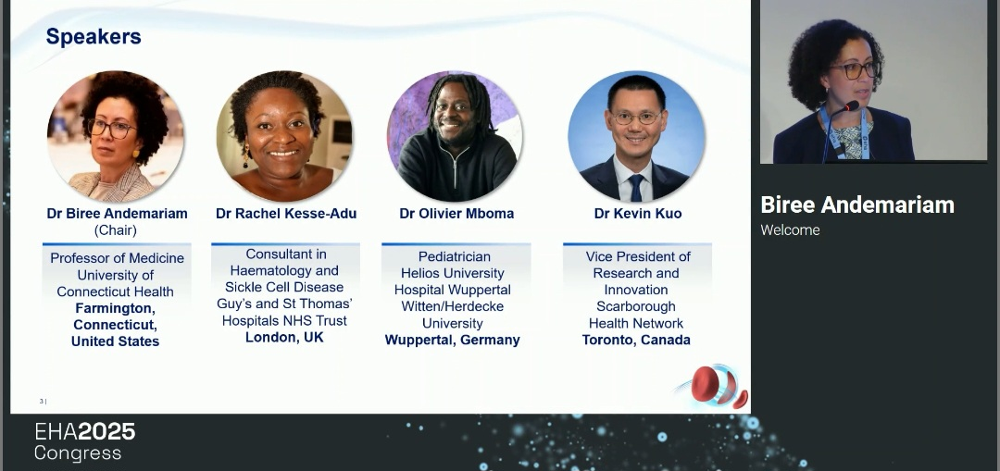 Speakers
Dr Biree Andemariam
(Chair)
Professor of Medicine
University of
Connecticut Health
Farmington,
Connecticut,
United States
Dr Rachel Kesse-Adu
Consultant in
Haematology and
Sickle Cell Disease
Guy's and St Thomas'
Hospitals NHS Trust
London, UK
Dr Olivier Mboma
Pediatrician
Helios University
Hospital Wuppertal
Witten/Herdecke
University
Wuppertal, Germany
Dr Kevin Kuo
Vice President of
Research and
Innovation
Scarborough
Health Network
Toronto, Canada
3 |
Biree Andemariam
Welcome
EHA2025
Congress